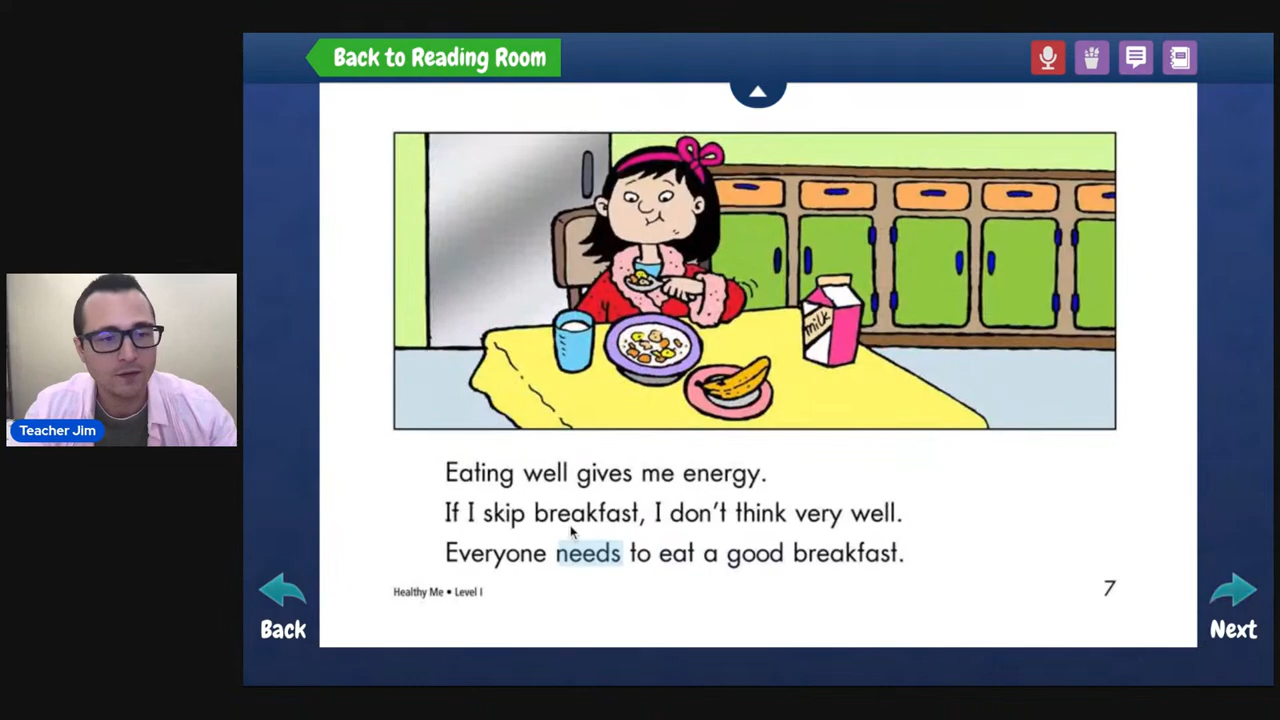 Back to Reading Room
milk
Teacher Jim
Eating well gives me energy.
If I skip breakfast, I don't think very well.
Everyone needs to eat a good breakfast.
Healthy Me • Level I
7
Back
Next